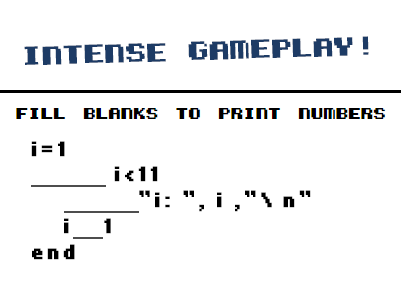 INTENSE GAMEPLAY!
FILL BLANKS TO PRINT NUMBERS
i=1
______ i<11
______"i: ", i ,"\ n"
i__1
end